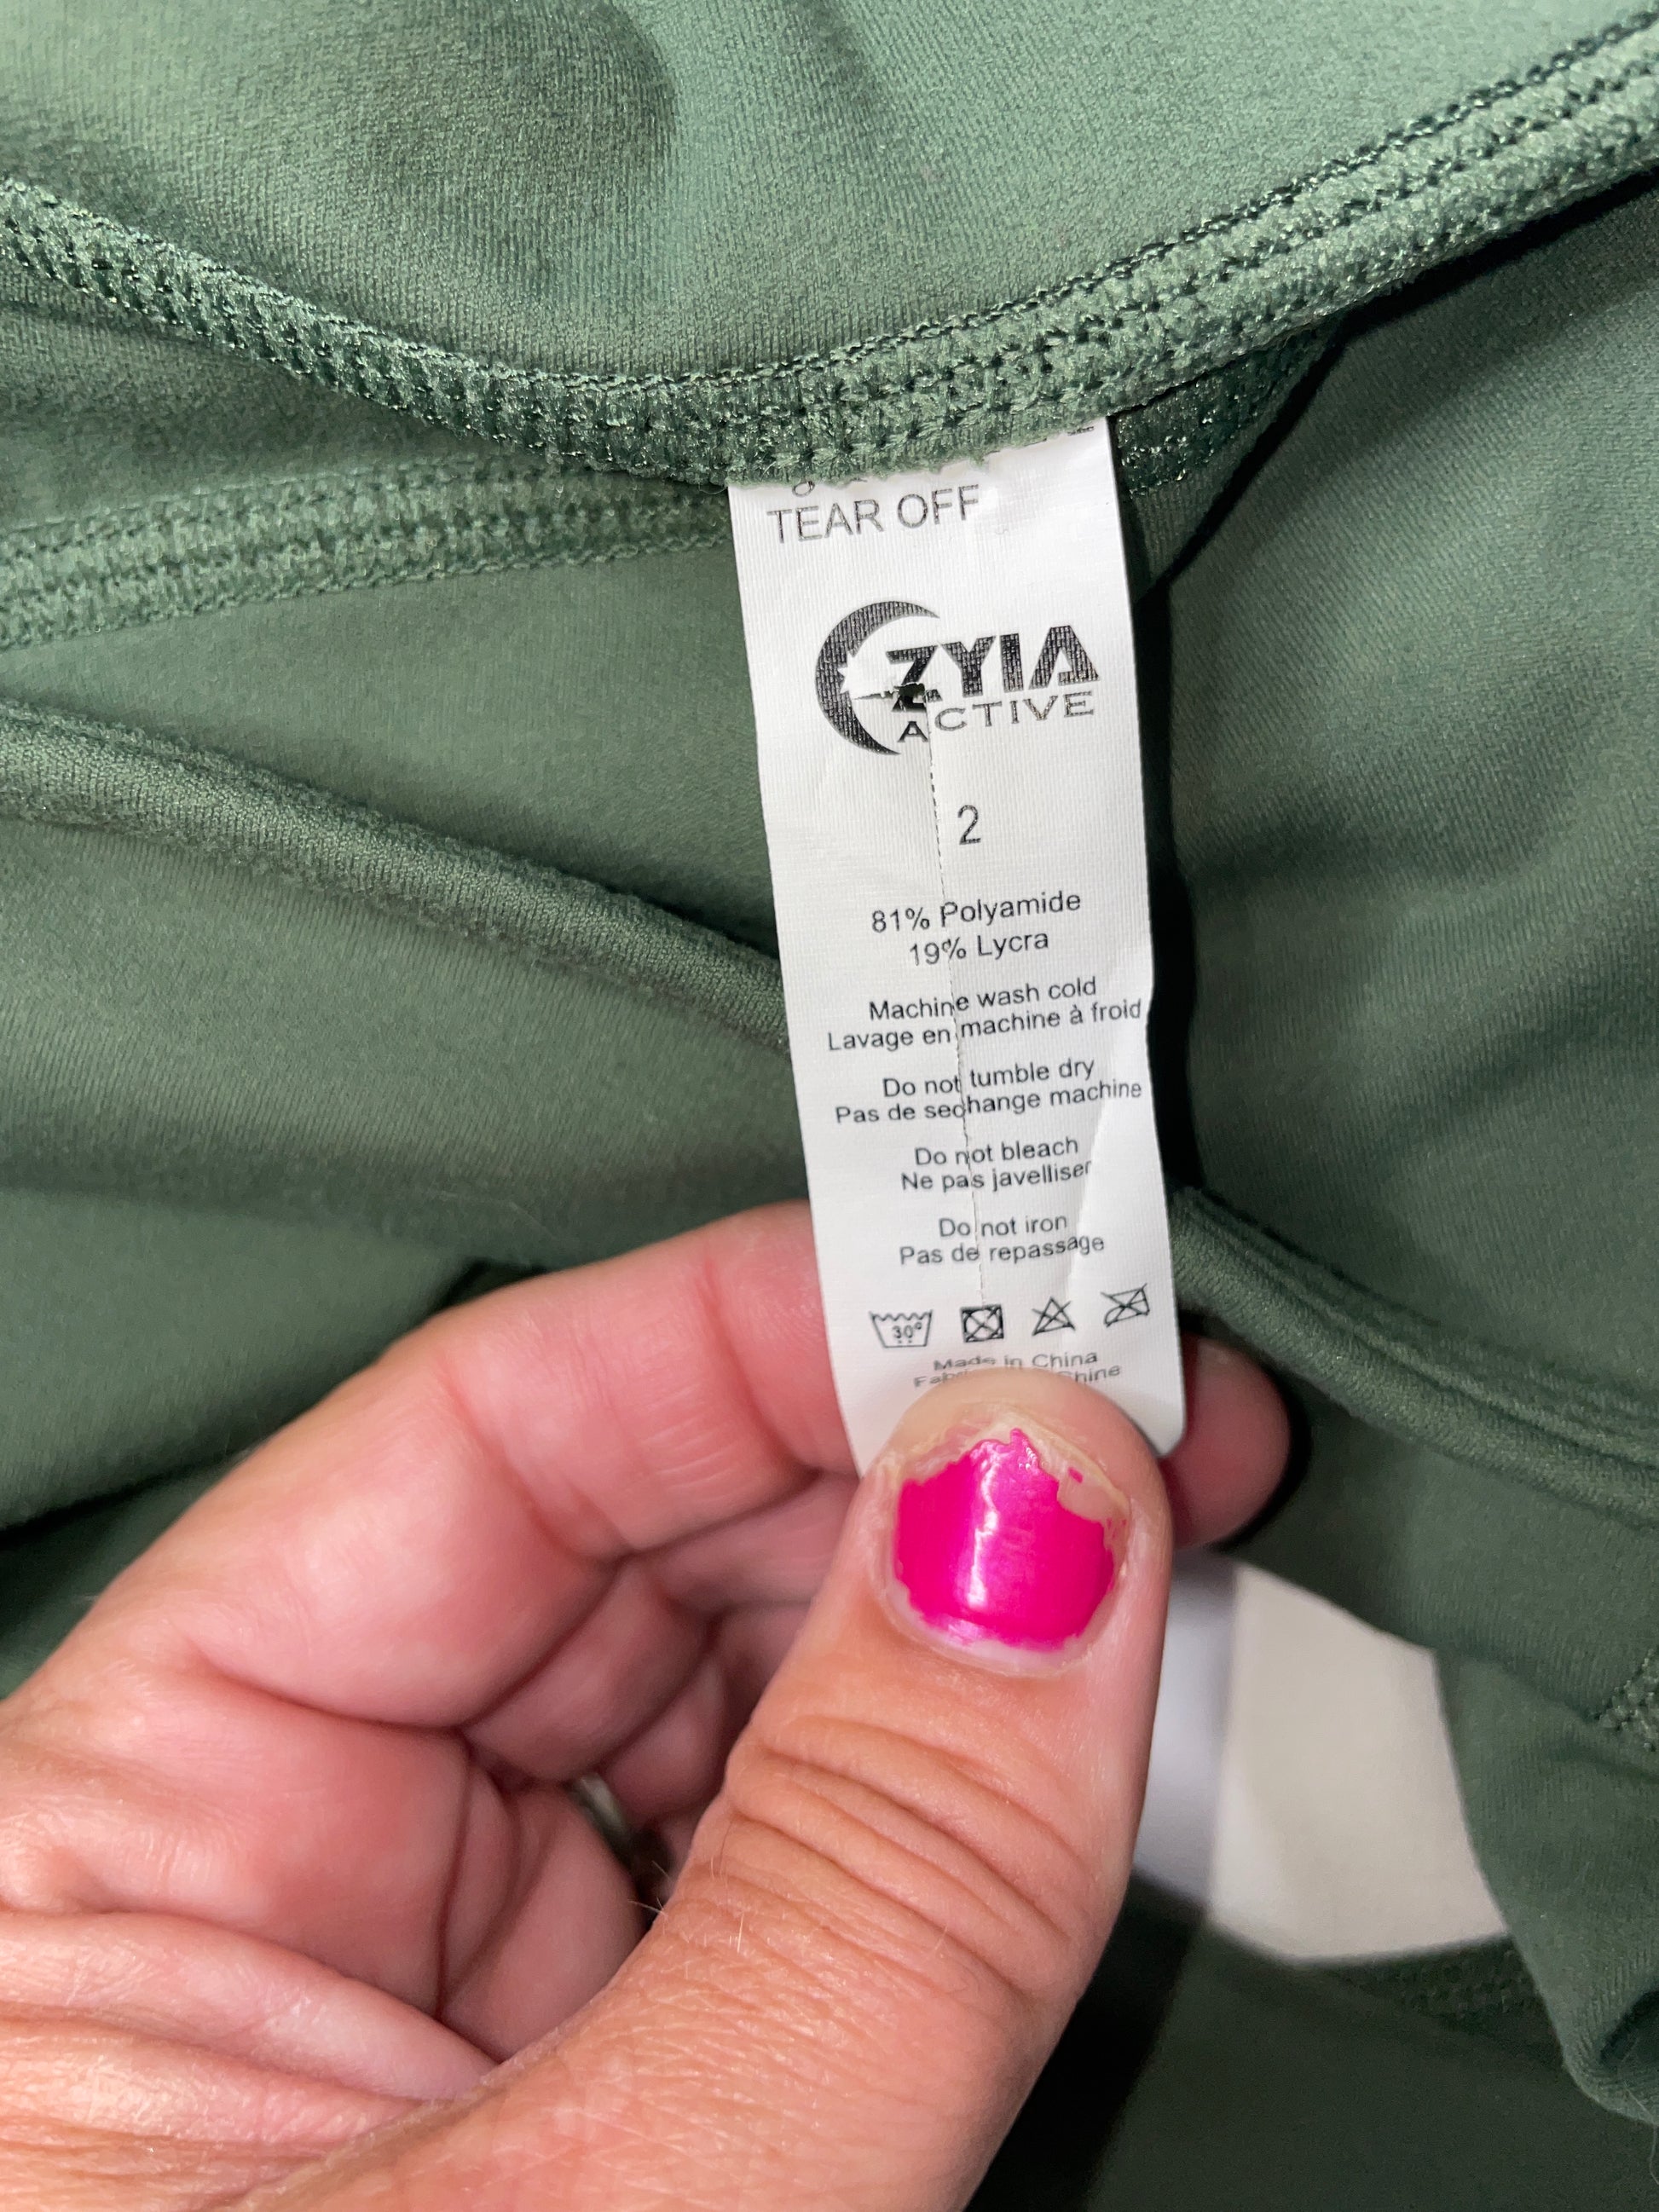 TEAR OFF
ZYIA
ACTIVE
2
81% Polyamide
19% Lycra
Machine wash cold
Lavage en machine à froid
Do not tumble dry
Pas de sechange machine
Do not bleach
Ne pas javelliser
Do not iron
Pas de repassage
30°
Made in China